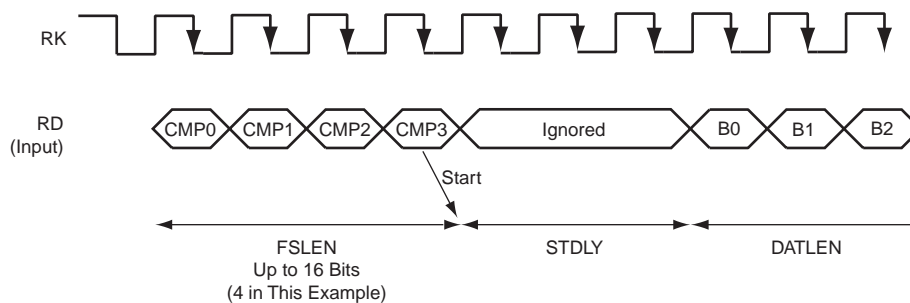 RK
RD
(Input)
CMP0 CMP1 CMP2 CMP3 Ignored B0 B1 B2
Start
FSLEN STDLY DATLEN
Up to 16 Bits
(4 in This Example)